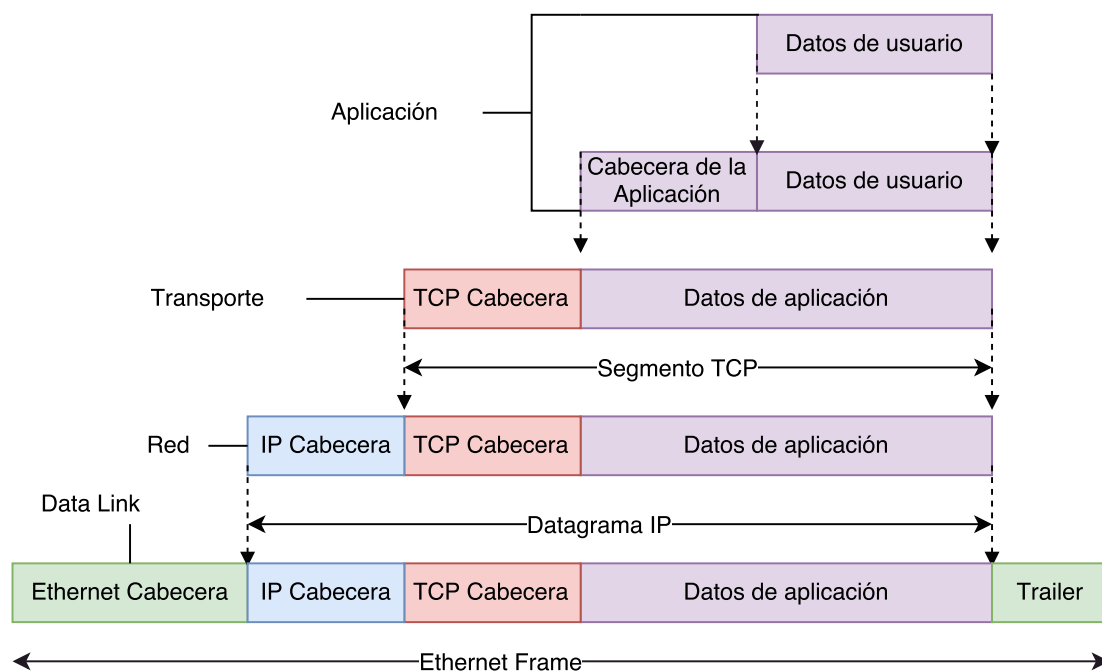 Datos de usuario
Aplicación
Cabecera de la
Aplicación
Datos de usuario
Transporte
TCP Cabecera
Datos de aplicación
Segmento TCP
Red
IP Cabecera
TCP Cabecera
Datos de aplicación
Data Link
Datagrama IP
Ethernet Cabecera
IP Cabecera
TCP Cabecera
Datos de aplicación
Trailer
Ethernet Frame